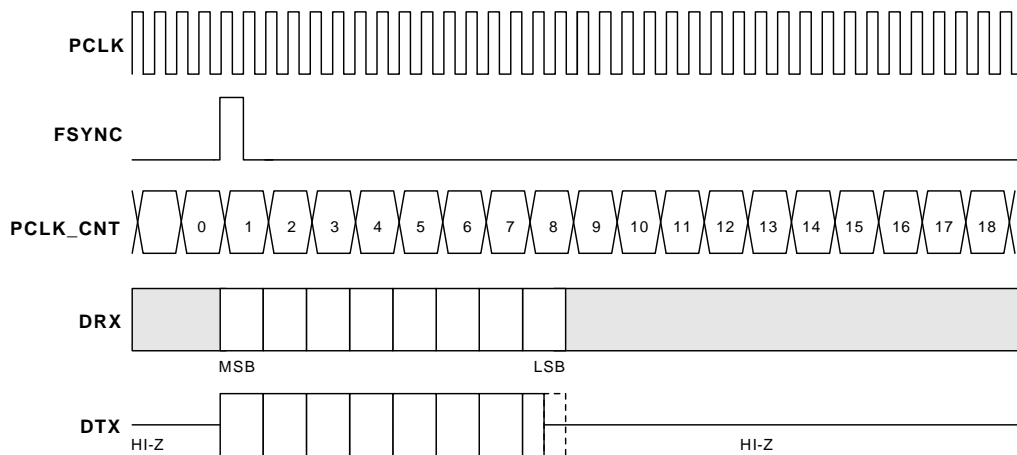 PCLK
FSYNC
PCLK_CNT 0 1 2 3 4 5 6 7 8 9 10 11 12 13 14 15 16 17 18
DRX
MSB LSB
DTX
HI-Z HI-Z